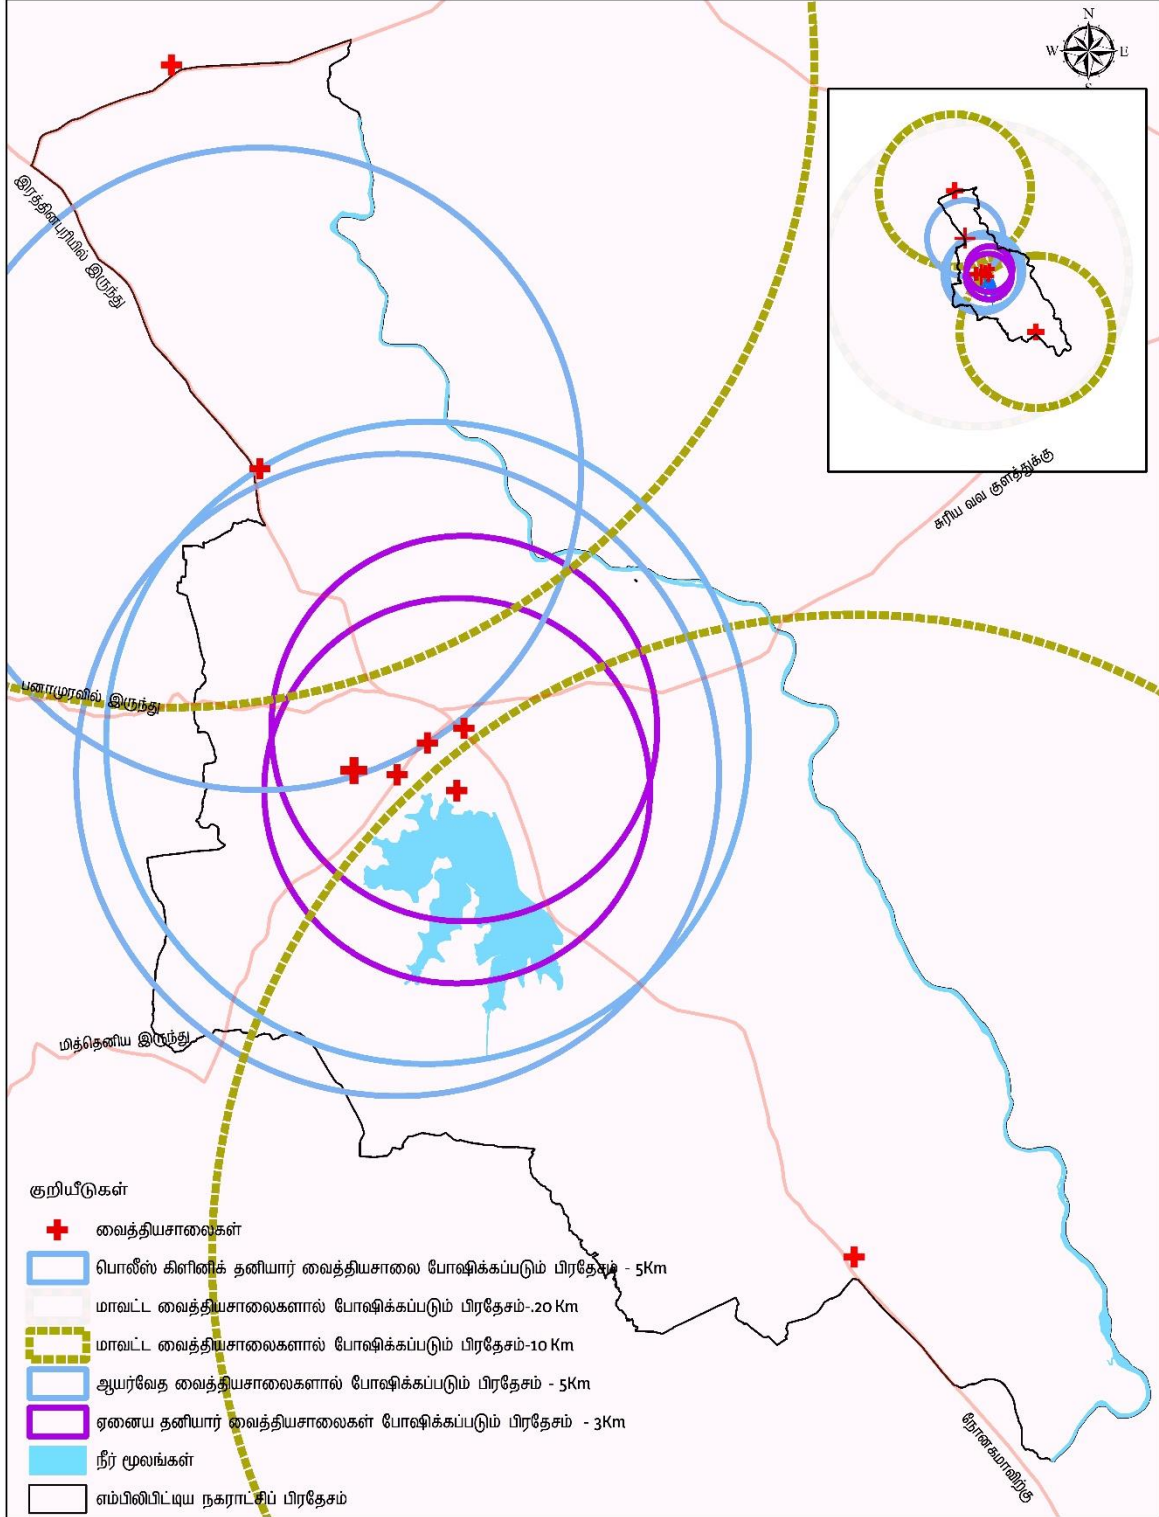 N
W E
S
இரத்தினபுரியில் இருந்து
சுரிய வவ குளத்துக்கு
பனாமுரவில் இருந்து
மித்தெனிய இருந்து
நோனகமாவிற்கு
குறியீடுகள்
வைத்தியசாலைகள்
பொலீஸ் கிளினிக் தனியார் வைத்தியசாலை போஷிக்கப்படும் பிரதேசம் - 5Km
மாவட்ட வைத்தியசாலைகளால் போஷிக்கப்படும் பிரதேசம்-.20 Km
மாவட்ட வைத்தியசாலைகளால் போஷிக்கப்படும் பிரதேசம்-10 Km
ஆயர்வேத வைத்தியசாலைகளால் போஷிக்கப்படும் பிரதேசம் - 5Km
ஏனைய தனியார் வைத்தியசாலைகள் போஷிக்கப்படும் பிரதேசம் - 3Km
நீர் மூலங்கள்
எம்பிலிபிட்டிய நகராட்சிப் பிரதேசம்